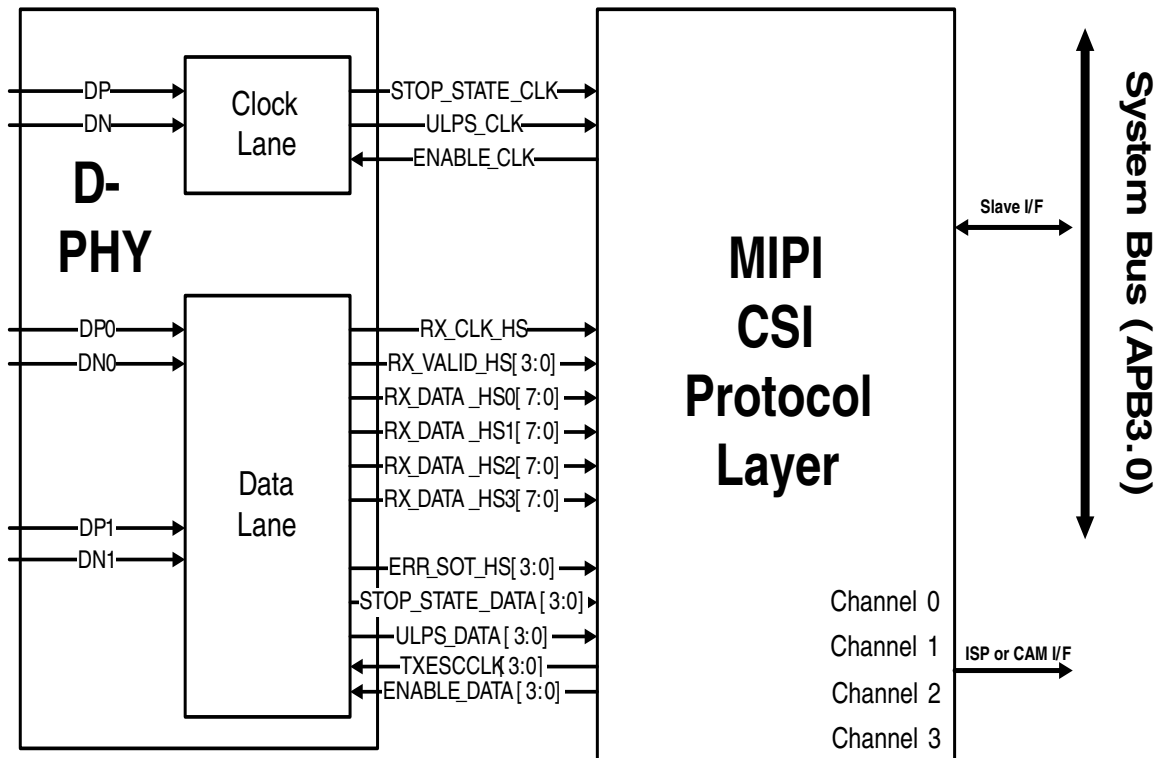 DP
DN
Clock
Lane
D-
PHY
STOP_STATE_CLK
ULPS_CLK
ENABLE_CLK
DP0
DN0
DP1
DN1
Data
Lane
RX_CLK_HS
RX_VALID_HS[3:0]
RX_DATA_HS0[7:0]
RX_DATA_HS1[7:0]
RX_DATA_HS2[7:0]
RX_DATA_HS3[7:0]
ERR_SOT_HS[3:0]
STOP_STATE_DATA[3:0]
ULPS_DATA[3:0]
TXESCCLK[3:0]
ENABLE_DATA[3:0]
MIPI
CSI
Protocol
Layer
Channel 0
Channel 1
Channel 2
Channel 3
Slave I/F
ISP or CAM I/F
System Bus (APB3.0)